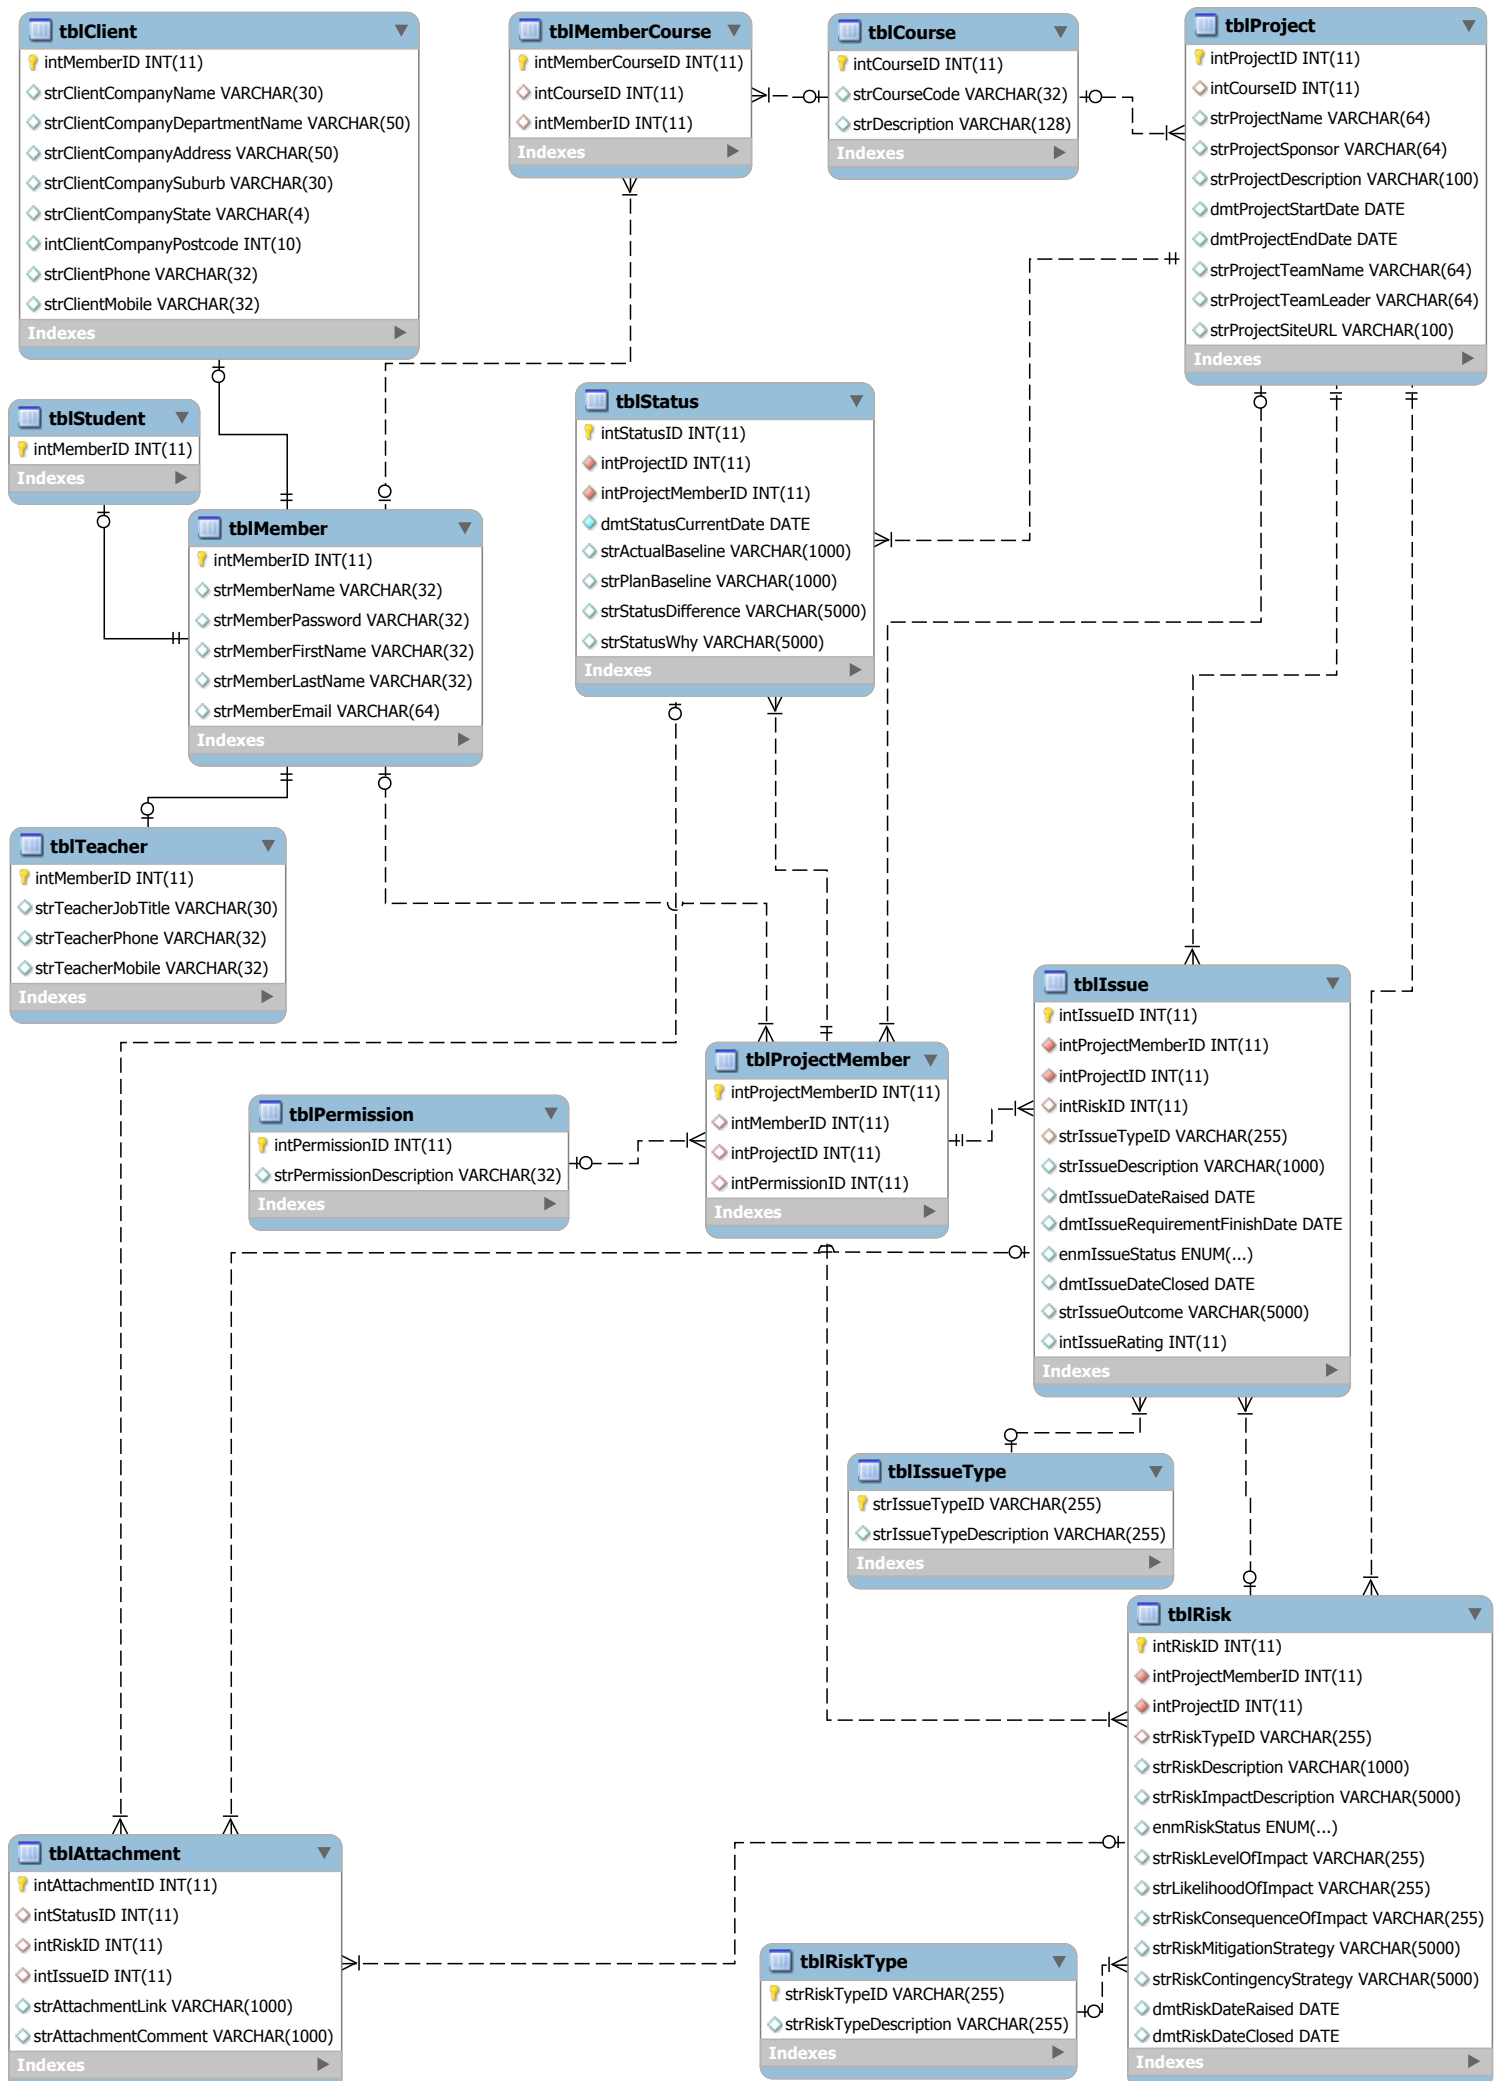 tblClient
intMemberID INT(11)
strClientCompanyName VARCHAR(30)
strClientCompanyDepartmentName VARCHAR(50)
strClientCompanyAddress VARCHAR(50)
strClientCompanySuburb VARCHAR(30)
strClientCompanyState VARCHAR(4)
intClientCompanyPostcode INT(10)
strClientPhone VARCHAR(32)
strClientMobile VARCHAR(32)
Indexes
tblMemberCourse
intMemberCourseID INT(11)
intCourseID INT(11)
intMemberID INT(11)
Indexes
tblCourse
intCourseID INT(11)
strCourseCode VARCHAR(32)
strDescription VARCHAR(128)
Indexes
tblProject
intProjectID INT(11)
intCourseID INT(11)
strProjectName VARCHAR(64)
strProjectSponsor VARCHAR(64)
strProjectDescription VARCHAR(100)
dmtProjectStartDate DATE
dmtProjectEndDate DATE
strProjectTeamName VARCHAR(64)
strProjectTeamLeader VARCHAR(64)
strProjectSiteURL VARCHAR(100)
Indexes
tblStudent
intMemberID INT(11)
Indexes
tblStatus
intStatusID INT(11)
intProjectID INT(11)
intProjectMemberID INT(11)
dmtStatusCurrentDate DATE
strActualBaseline VARCHAR(1000)
strPlanBaseline VARCHAR(1000)
strStatusDifference VARCHAR(5000)
strStatusWhy VARCHAR(5000)
Indexes
tblMember
intMemberID INT(11)
strMemberName VARCHAR(32)
strMemberPassword VARCHAR(32)
strMemberFirstName VARCHAR(32)
strMemberLastName VARCHAR(32)
strMemberEmail VARCHAR(64)
Indexes
tblTeacher
intMemberID INT(11)
strTeacherJobTitle VARCHAR(30)
strTeacherPhone VARCHAR(32)
strTeacherMobile VARCHAR(32)
Indexes
tblIssue
intIssueID INT(11)
intProjectMemberID INT(11)
intProjectID INT(11)
intRiskID INT(11)
strIssueTypeID VARCHAR(255)
strIssueDescription VARCHAR(1000)
dmtIssueDateRaised DATE
dmtIssueRequirementFinishDate DATE
enmIssueStatus ENUM(...)
dmtIssueDateClosed DATE
strIssueOutcome VARCHAR(5000)
intIssueRating INT(11)
Indexes
tblProjectMember
intProjectMemberID INT(11)
intMemberID INT(11)
intProjectID INT(11)
intPermissionID INT(11)
Indexes
tblPermission
intPermissionID INT(11)
strPermissionDescription VARCHAR(32)
Indexes
tblIssueType
strIssueTypeID VARCHAR(255)
strIssueTypeDescription VARCHAR(255)
Indexes
tblRisk
intRiskID INT(11)
intProjectMemberID INT(11)
intProjectID INT(11)
strRiskTypeID VARCHAR(255)
strRiskDescription VARCHAR(1000)
strRiskImpactDescription VARCHAR(5000)
enmRiskStatus ENUM(...)
strRiskLevelOfImpact VARCHAR(255)
strLikelihoodOfImpact VARCHAR(255)
strRiskConsequenceOfImpact VARCHAR(255)
strRiskMitigationStrategy VARCHAR(5000)
strRiskContingencyStrategy VARCHAR(5000)
dmtRiskDateRaised DATE
dmtRiskDateClosed DATE
Indexes
tblAttachment
intAttachmentID INT(11)
intStatusID INT(11)
intRiskID INT(11)
intIssueID INT(11)
strAttachmentLink VARCHAR(1000)
strAttachmentComment VARCHAR(1000)
Indexes
tblRiskType
strRiskTypeID VARCHAR(255)
strRiskTypeDescription VARCHAR(255)
Indexes